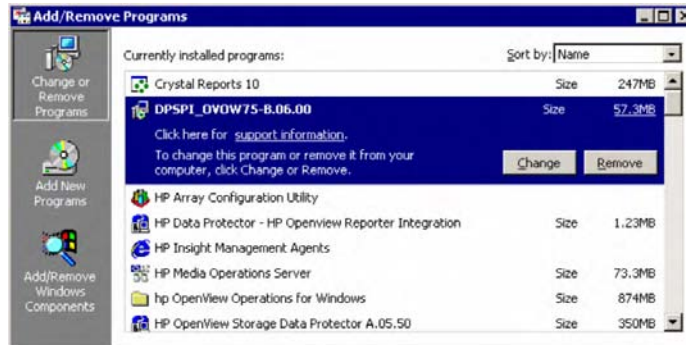 Add/Remove Programs
Currently installed programs: Sort by: Name
Change or
Remove
Programs
Add New
Programs
Add/Remove
Windows
Components
Crystal Reports 10 Size 247MB
DPSPI_OVOW75-B.06.00 Size 57.3MB
Click here for support information.
To change this program or remove it from your
computer, click Change or Remove.
Change Remove
HP Array Configuration Utility
HP Data Protector - HP Openview Reporter Integration Size 1.23MB
HP Insight Management Agents
HP Media Operations Server Size 73.3MB
hp OpenView Operations for Windows Size 874MB
HP OpenView Storage Data Protector A.05.50 Size 350MB